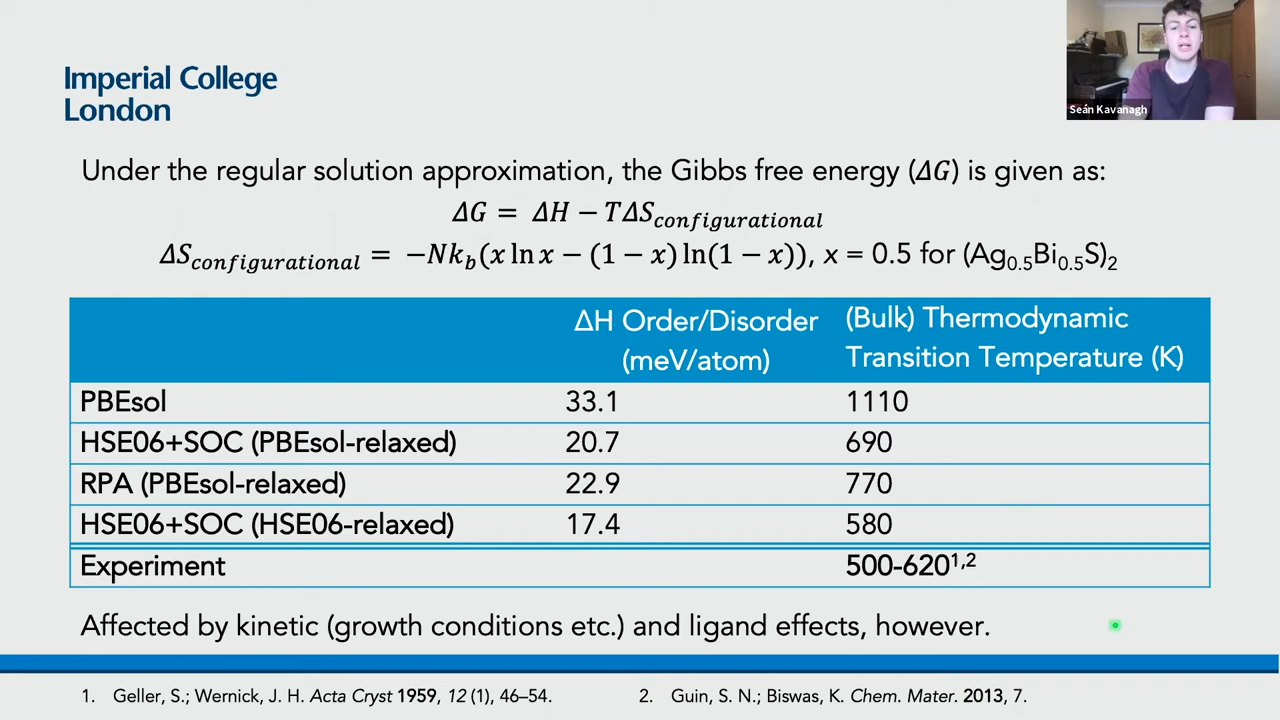 Seán Kavanagh
Imperial College
London
Under the regular solution approximation, the Gibbs free energy (ΔG) is given as:
ΔG = ΔH − TΔS_configurational
ΔS_configurational = −Nk_b(x ln x − (1 − x) ln(1 − x)), x = 0.5 for (Ag₀.₅Bi₀.₅S)₂
ΔH Order/Disorder (Bulk) Thermodynamic
(meV/atom) Transition Temperature (K)
PBEsol 33.1 1110
HSE06+SOC (PBEsol-relaxed) 20.7 690
RPA (PBEsol-relaxed) 22.9 770
HSE06+SOC (HSE06-relaxed) 17.4 580
Experiment 500-620¹,²
Affected by kinetic (growth conditions etc.) and ligand effects, however.
1. Geller, S.; Wernick, J. H. Acta Cryst 1959, 12 (1), 46–54. 2. Guin, S. N.; Biswas, K. Chem. Mater. 2013, 7.